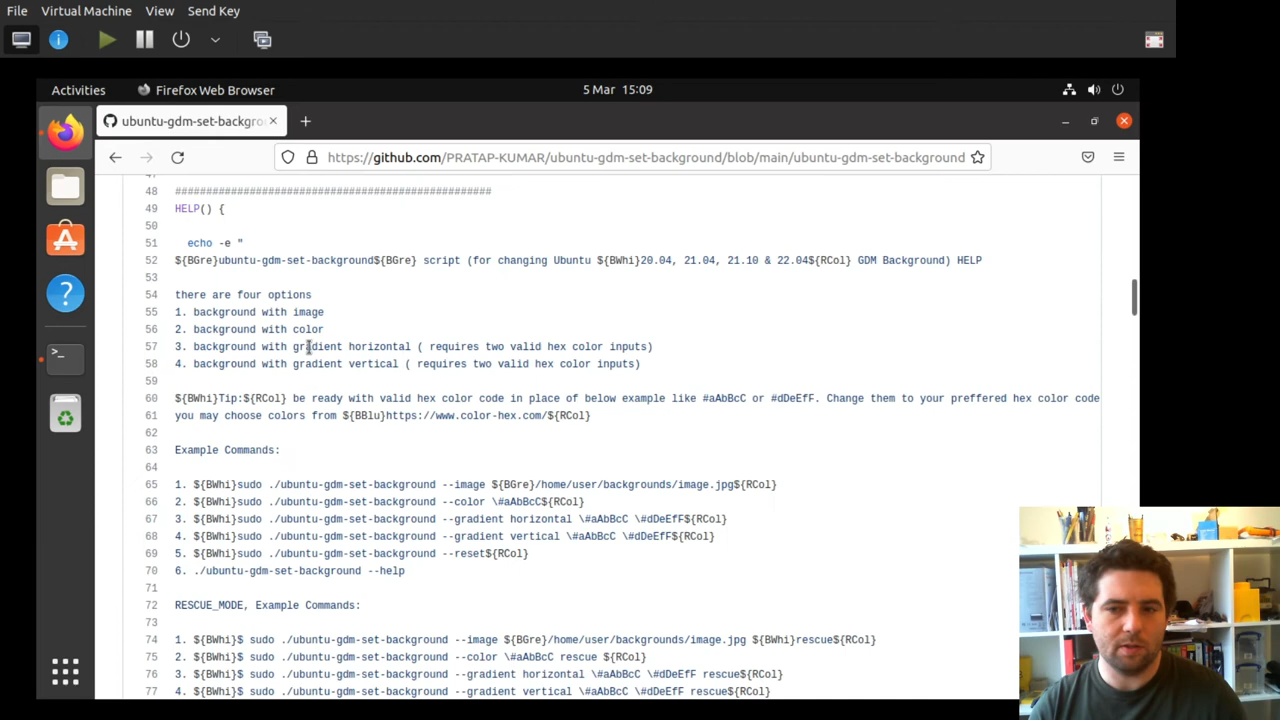 File Virtual Machine View Send Key
Activities Firefox Web Browser 5 Mar 15:09
ubuntu-gdm-set-backgro
https://github.com/PRATAP-KUMAR/ubuntu-gdm-set-background/blob/main/ubuntu-gdm-set-background
48 ###################################################
49 HELP() {
50
51 echo -e "
52 ${BGre}ubuntu-gdm-set-background${BGre} script (for changing Ubuntu ${BWhi}20.04, 21.04, 21.10 & 22.04${RCol} GDM Background) HELP
53
54 there are four options
55 1. background with image
56 2. background with color
57 3. background with gradient horizontal ( requires two valid hex color inputs)
58 4. background with gradient vertical ( requires two valid hex color inputs)
59
60 ${BWhi}Tip:${RCol} be ready with valid hex color code in place of below example like #aAbBcC or #dDeEfF. Change them to your preffered hex color code
61 you may choose colors from ${BBlu}https://www.color-hex.com/${RCol}
62
63 Example Commands:
64
65 1. ${BWhi}sudo ./ubuntu-gdm-set-background --image ${BGre}/home/user/backgrounds/image.jpg${RCol}
66 2. ${BWhi}sudo ./ubuntu-gdm-set-background --color \#aAbBcC${RCol}
67 3. ${BWhi}sudo ./ubuntu-gdm-set-background --gradient horizontal \#aAbBcC \#dDeEfF${RCol}
68 4. ${BWhi}sudo ./ubuntu-gdm-set-background --gradient vertical \#aAbBcC \#dDeEfF${RCol}
69 5. ${BWhi}sudo ./ubuntu-gdm-set-background --reset${RCol}
70 6. ./ubuntu-gdm-set-background --help
71
72 RESCUE_MODE, Example Commands:
73
74 1. ${BWhi}$ sudo ./ubuntu-gdm-set-background --image ${BGre}/home/user/backgrounds/image.jpg ${BWhi}rescue${RCol}
75 2. ${BWhi}$ sudo ./ubuntu-gdm-set-background --color \#aAbBcC rescue ${RCol}
76 3. ${BWhi}$ sudo ./ubuntu-gdm-set-background --gradient horizontal \#aAbBcC \#dDeEfF rescue${RCol}
77 4. ${BWhi}$ sudo ./ubuntu-gdm-set-background --gradient vertical \#aAbBcC \#dDeEfF rescue${RCol}